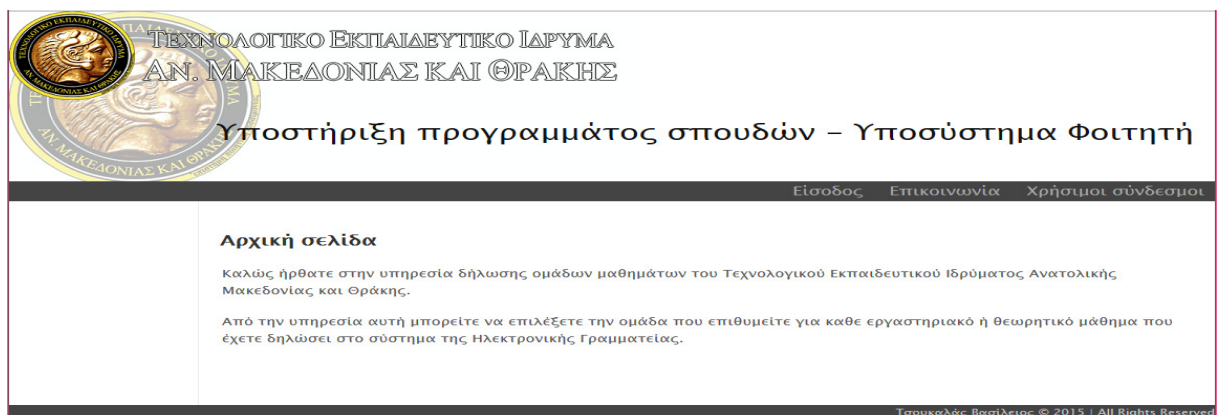 ΤΕΧΝΟΛΟΓΙΚΟ ΕΚΠΑΙΔΕΥΤΙΚΟ ΙΔΡΥΜΑ
ΑΝ. ΜΑΚΕΔΟΝΙΑΣ ΚΑΙ ΘΡΑΚΗΣ
Υποστήριξη προγραμμάτος σπουδών – Υποσύστημα Φοιτητή
Είσοδος Επικοινωνία Χρήσιμοι σύνδεσμοι
Αρχική σελίδα
Καλώς ήρθατε στην υπηρεσία δήλωσης ομάδων μαθημάτων του Τεχνολογικού Εκπαιδευτικού Ιδρύματος Ανατολικής
Μακεδονίας και Θράκης.
Από την υπηρεσία αυτή μπορείτε να επιλέξετε την ομάδα που επιθυμείτε για καθε εργαστηριακό ή θεωρητικό μάθημα που
έχετε δηλώσει στο σύστημα της Ηλεκτρονικής Γραμματείας.
Τσουκαλάς Βασίλειος © 2015 | All Rights Reserved